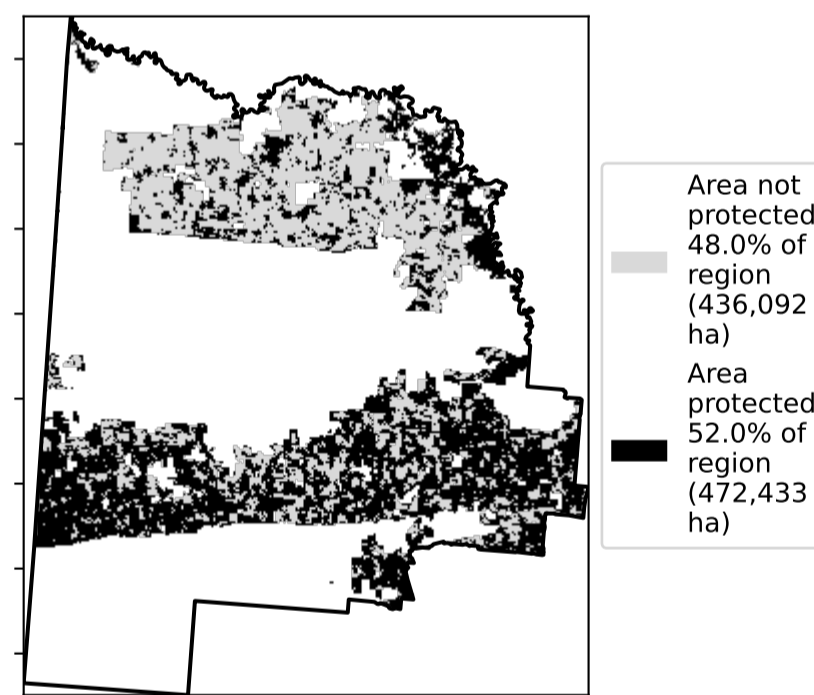 Area not
protected
48.0% of
region
(436,092
ha)
Area
protected
52.0% of
region
(472,433
ha)